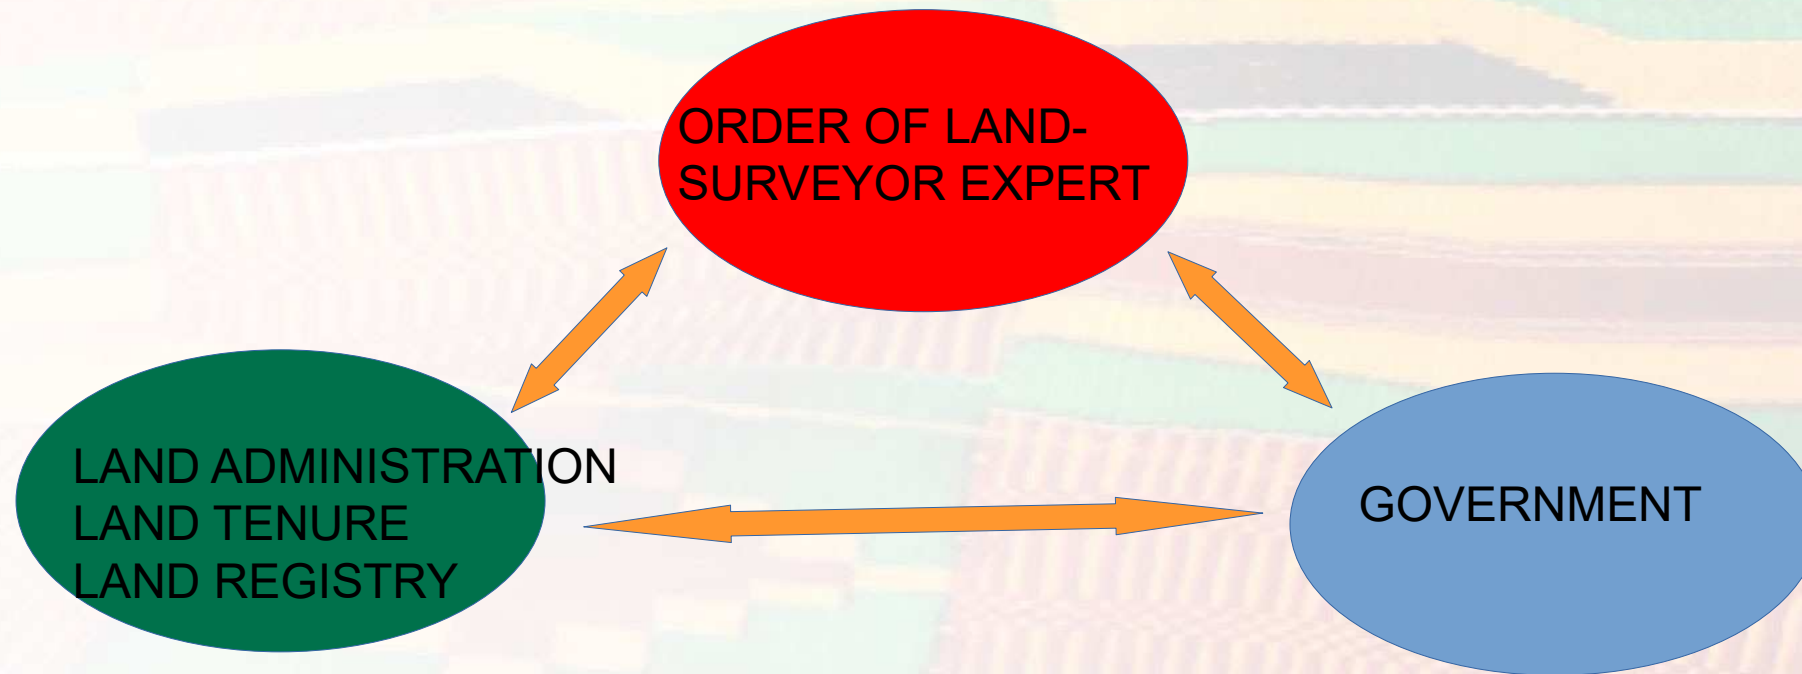 ORDER OF LAND-
SURVEYOR EXPERT
LAND ADMINISTRATION
LAND TENURE
LAND REGISTRY
GOVERNMENT